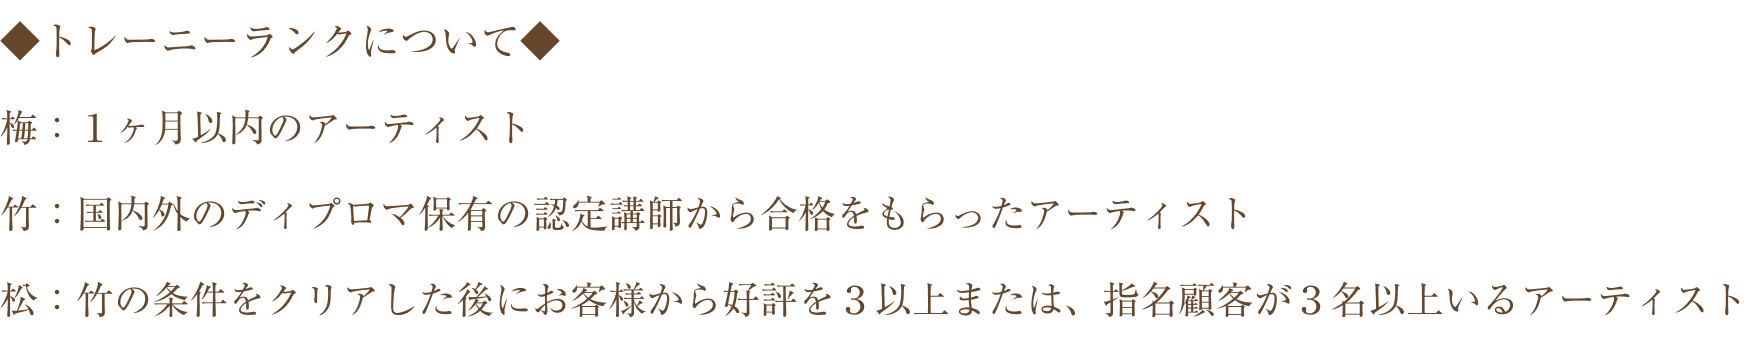 ◆トレーニーランクについて◆
梅：１ヶ月以内のアーティスト
竹：国内外のディプロマ保有の認定講師から合格をもらったアーティスト
松：竹の条件をクリアした後にお客様から好評を３以上または、指名顧客が３名以上いるアーティスト